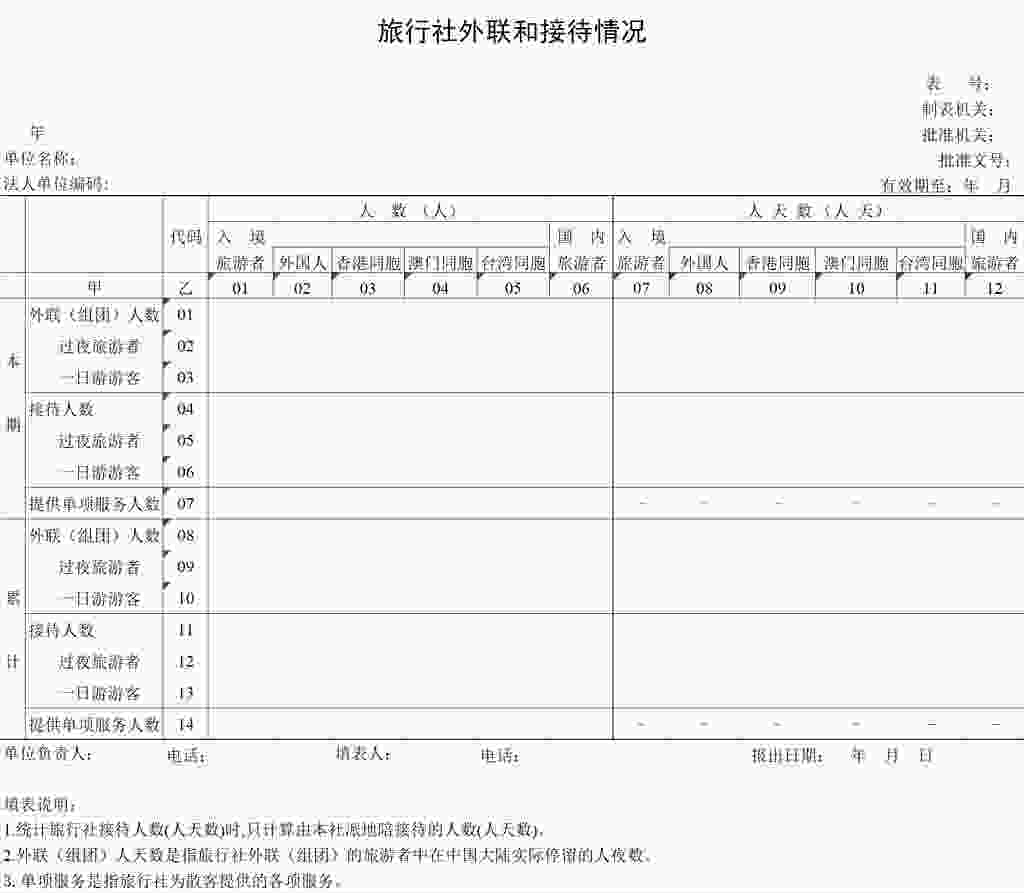 旅行社外联和接待情况
表 号:
制表机关:
年
批准机关:
单位名称:
批准文号:
法人单位编码:
有效期至: 年 月
人 数 (人) 人 天 数 (人 天)
代码 入 境 国 内 入 境 国 内
旅游者 外国人 香港同胞 澳门同胞 台湾同胞 旅游者 旅游者 外国人 香港同胞 澳门同胞 台湾同胞 旅游者
甲 乙 01 02 03 04 05 06 07 08 09 10 11 12
外联（组团）人数 01
过夜旅游者 02
本
一日游游客 03
接待人数 04
期
过夜旅游者 05
一日游游客 06
提供单项服务人数 07 － － － － － －
外联（组团）人数 08
过夜旅游者 09
累 一日游游客 10
接待人数 11
计 过夜旅游者 12
一日游游客 13
提供单项服务人数 14 － － － － － －
单位负责人: 电话: 填表人: 电话: 报出日期: 年 月 日
填表说明:
1.统计旅行社接待人数(人天数)时,只计算由本社派地陪接待的人数(人天数)。
2.外联（组团）人天数是指旅行社外联（组团）的旅游者中在中国大陆实际停留的人夜数。
3. 单项服务是指旅行社为散客提供的各项服务。